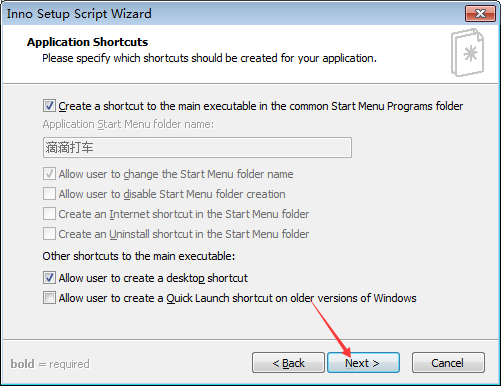 Inno Setup Script Wizard
Application Shortcuts
Please specify which shortcuts should be created for your application.
Create a shortcut to the main executable in the common Start Menu Programs folder
Application Start Menu folder name:
滴滴打车
Allow user to change the Start Menu folder name
Allow user to disable Start Menu folder creation
Create an Internet shortcut in the Start Menu folder
Create an Uninstall shortcut in the Start Menu folder
Other shortcuts to the main executable:
Allow user to create a desktop shortcut
Allow user to create a Quick Launch shortcut on older versions of Windows
bold = required
< Back
Next >
Cancel